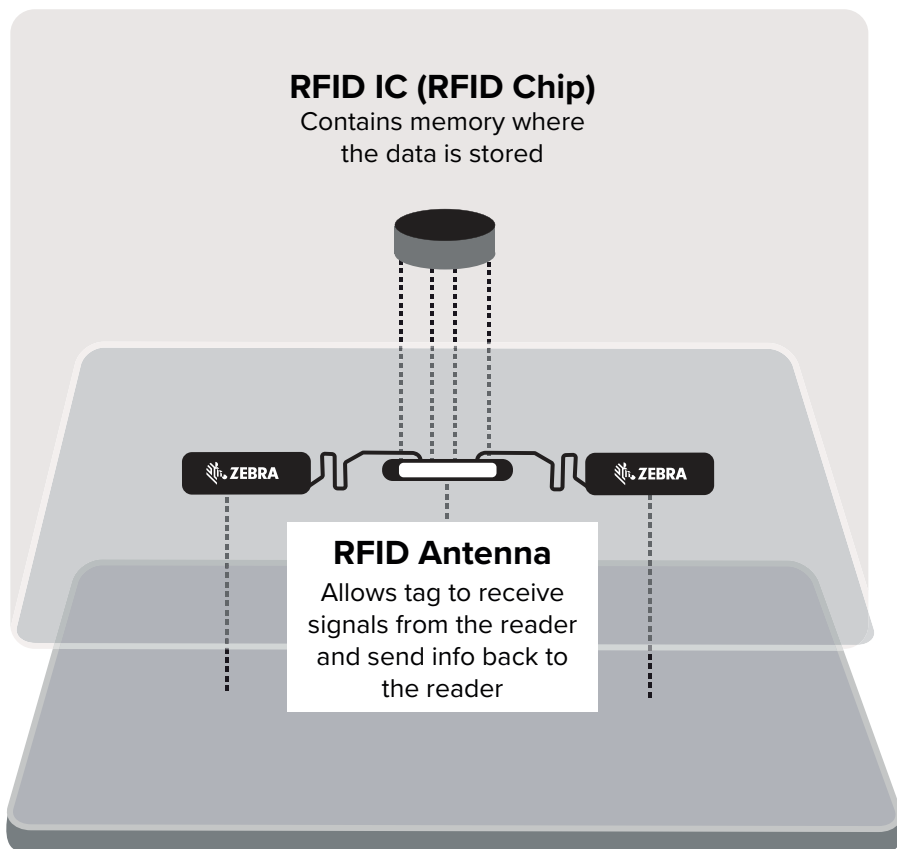 RFID IC (RFID Chip)
Contains memory where
the data is stored
ZEBRA
ZEBRA
RFID Antenna
Allows tag to receive
signals from the reader
and send info back to
the reader